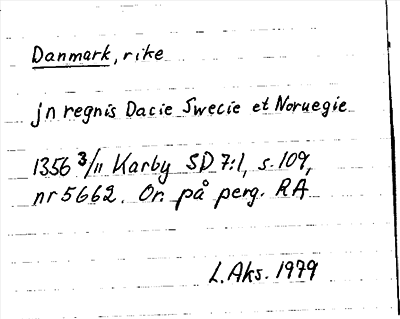 Danmark, rike
jn regnis Dacie Swecie et Noruegie
1356 3/11 Karby SD 7:1, s. 109,
nr 5662. Or. på perg. RA
L. Aks. 1979